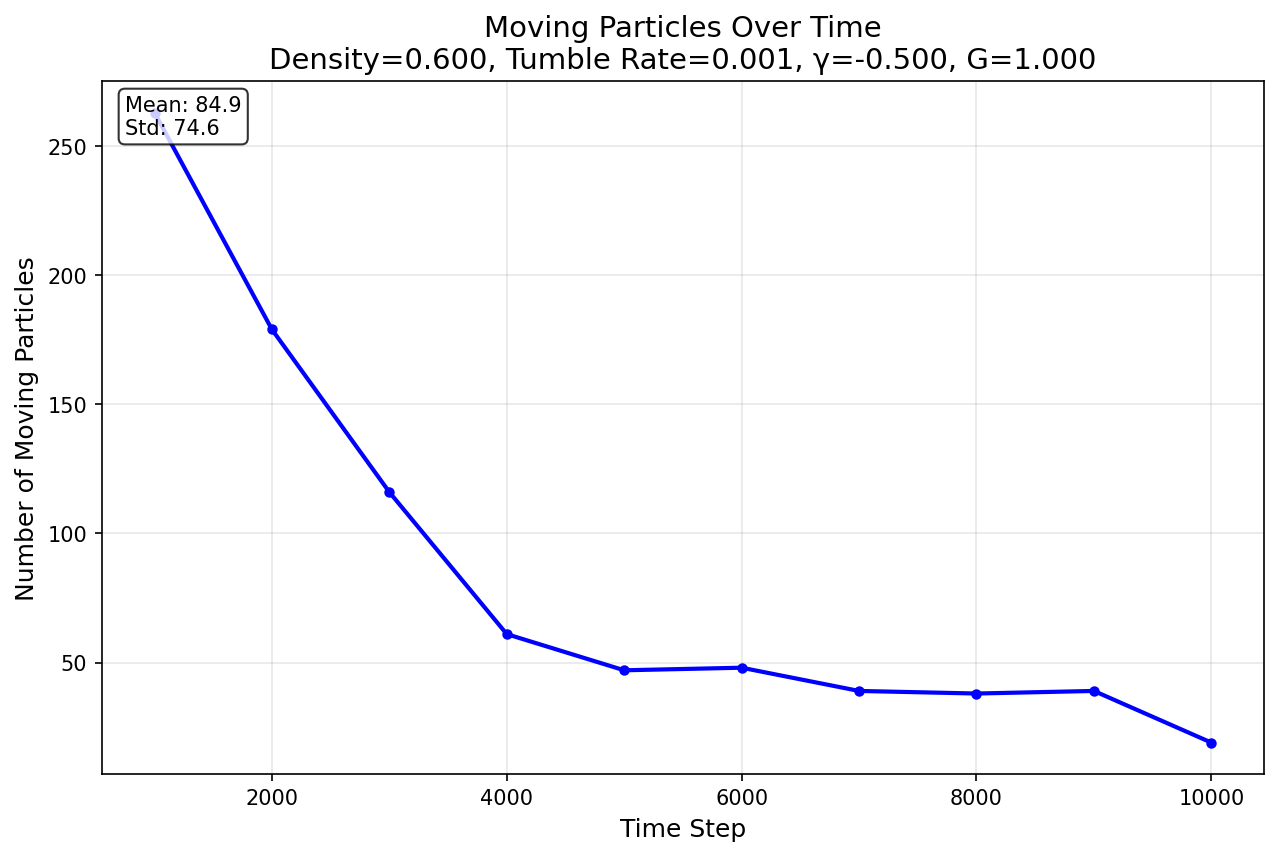 Moving Particles Over Time
Density=0.600, Tumble Rate=0.001, γ=-0.500, G=1.000
Mean: 84.9
Std: 74.6
250
200
150
100
50
Number of Moving Particles
2000
4000
6000
8000
10000
Time Step